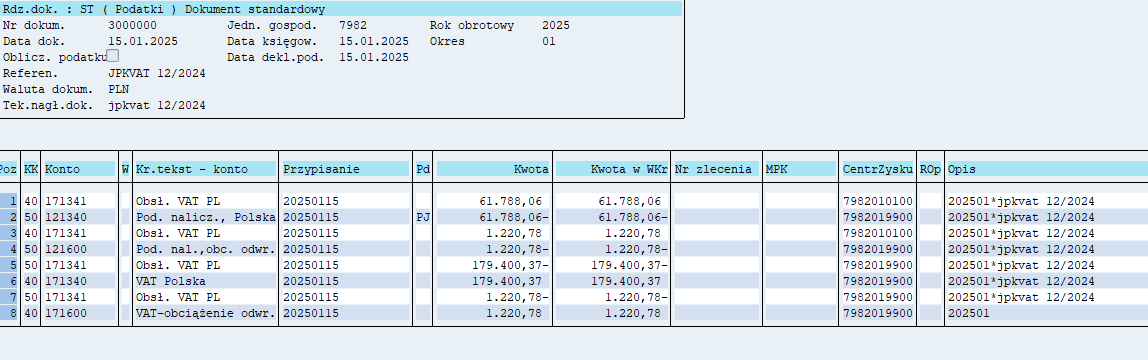 Rdz.dok. : ST ( Podatki ) Dokument standardowy
Nr dokum. 3000000 Jedn. gospod. 7982 Rok obrotowy 2025
Data dok. 15.01.2025 Data księgow. 15.01.2025 Okres 01
Oblicz. podatku Data dekl.pod. 15.01.2025
Referen. JPKVAT 12/2024
Waluta dokum. PLN
Tek.nagł.dok. jpkvat 12/2024
Poz KK Konto W Kr.tekst - konto Przypisanie Pd Kwota Kwota w WKr Nr zlecenia MPK CentrZysku ROp Opis
1 40 171341 Obsł. VAT PL 20250115 61.788,06 61.788,06 7982010100 202501*jpkvat 12/2024
2 50 121340 Pod. nalicz., Polska 20250115 PJ 61.788,06- 61.788,06- 7982019900 202501*jpkvat 12/2024
3 40 171341 Obsł. VAT PL 20250115 1.220,78 1.220,78 7982010100 202501*jpkvat 12/2024
4 50 121600 Pod. nal.,obc. odwr. 20250115 1.220,78- 1.220,78- 7982019900 202501*jpkvat 12/2024
5 50 171341 Obsł. VAT PL 20250115 179.400,37- 179.400,37- 7982019900 202501*jpkvat 12/2024
6 40 171340 VAT Polska 20250115 179.400,37 179.400,37 7982019900 202501*jpkvat 12/2024
7 50 171341 Obsł. VAT PL 20250115 1.220,78- 1.220,78- 7982019900 202501*jpkvat 12/2024
8 40 171600 VAT-obciążenie odwr. 20250115 1.220,78 1.220,78 7982019900 202501